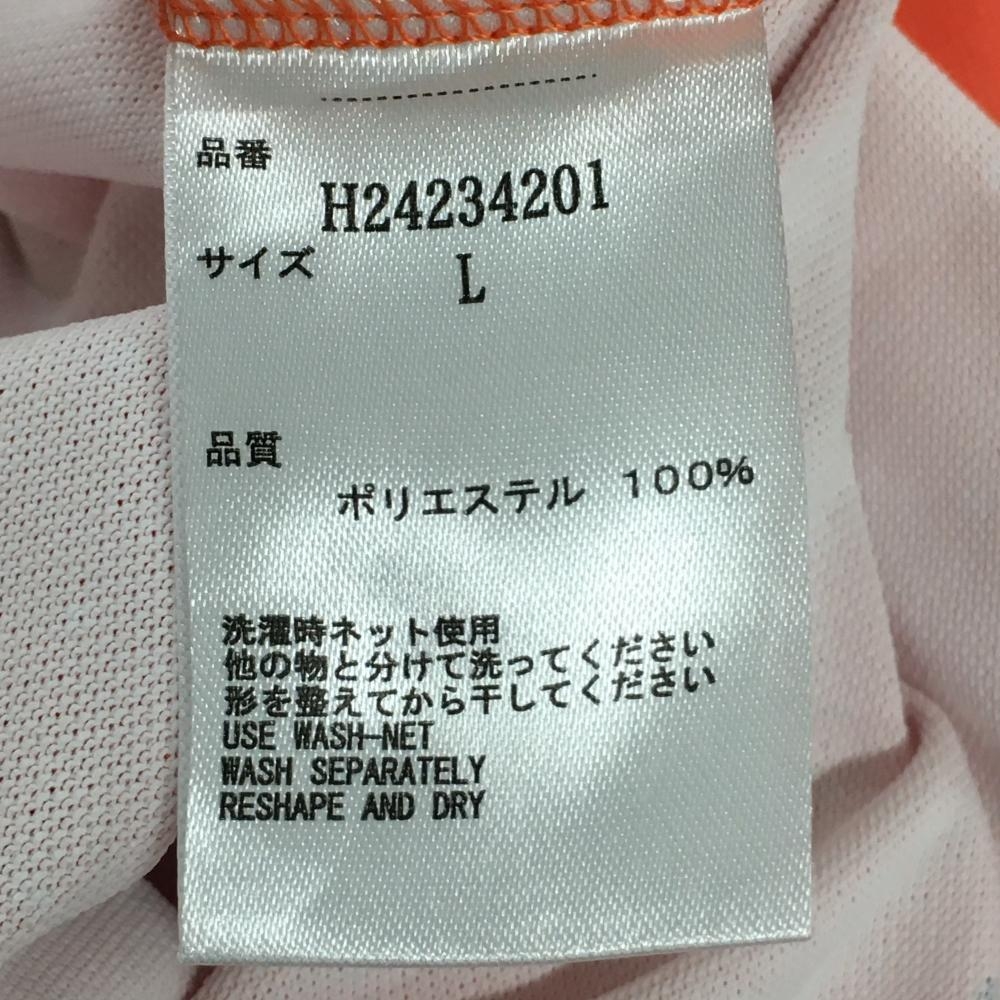 品番
H24234201
サイズ
L
品質
ポリエステル 100%
洗濯時ネット使用
他の物と分けて洗ってください
形を整えてから干してください
USE WASH-NET
WASH SEPARATELY
RESHAPE AND DRY